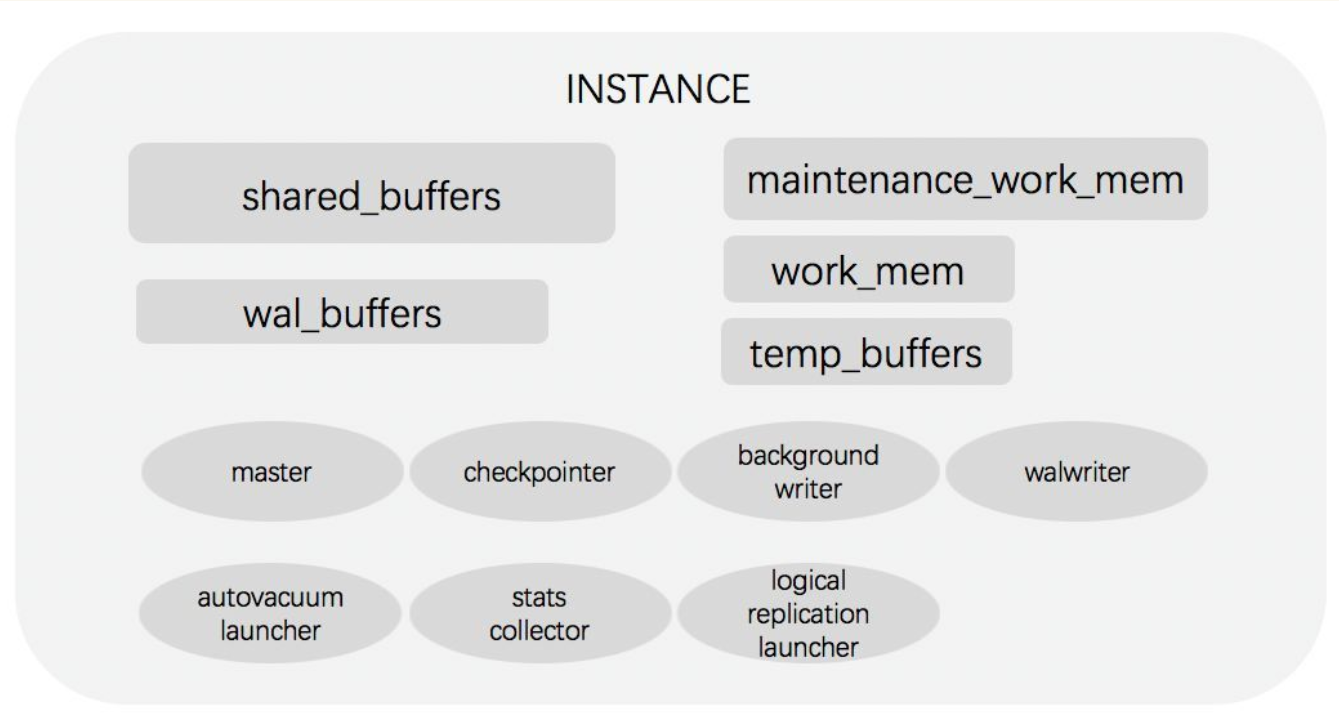 INSTANCE
shared_buffers
maintenance_work_mem
wal_buffers
work_mem
temp_buffers
master
checkpointer
background
writer
walwriter
autovacuum
launcher
stats
collector
logical
replication
launcher